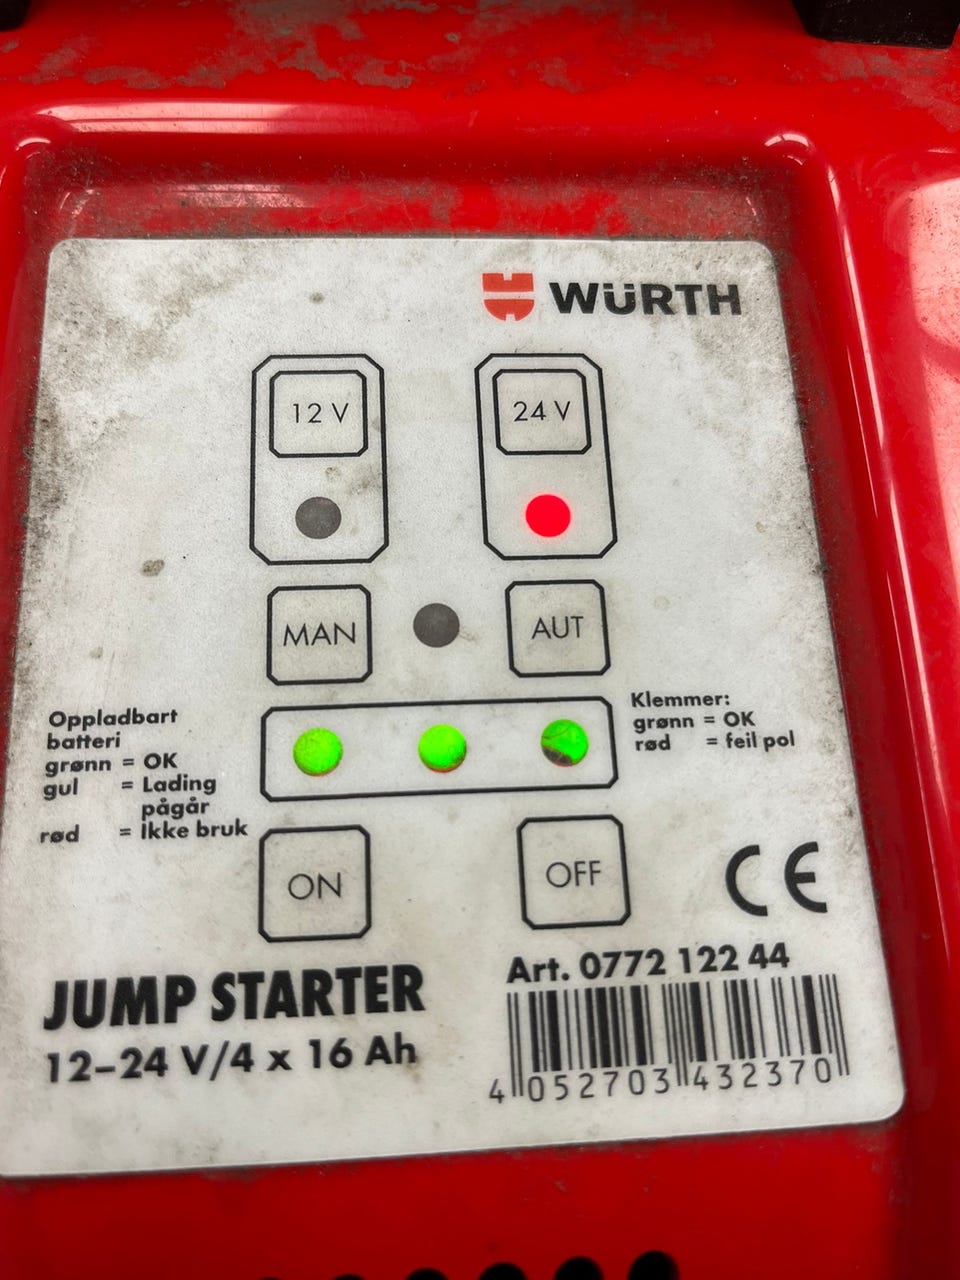 WÜRTH
12 V
24 V
MAN
AUT
Oppladbart
batteri
grønn = OK
gul = Lading
pågår
rød = Ikke bruk
Klemmer:
grønn = OK
rød = feil pol
ON
OFF
CE
JUMP STARTER
12–24 V/4 x 16 Ah
Art. 0772 122 44
4 052703 432370